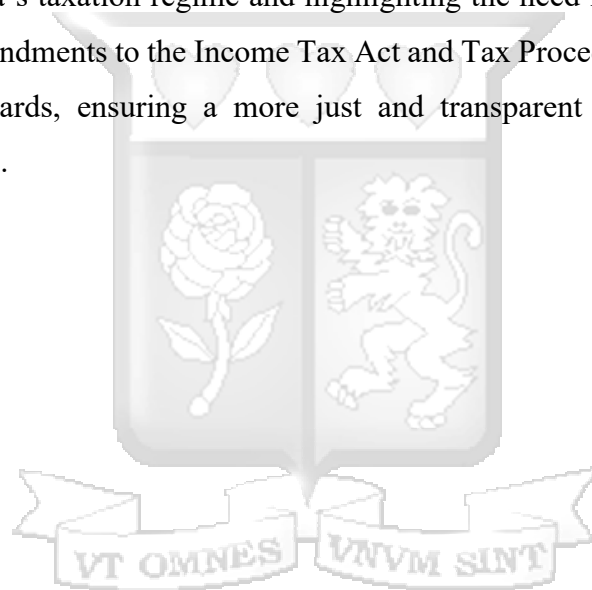 's taxation regime and highlighting the need
ndments to the Income Tax Act and Tax Proce
ards, ensuring a more just and transparent
.
VT OMNES VNVM SINT